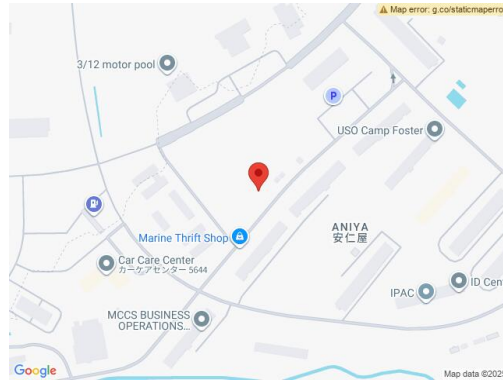 Map error: g.co/staticmaperro
3/12 motor pool
P
USO Camp Foster
ANIYA
安仁屋
Marine Thrift Shop
Car Care Center
カーケアセンター 5644
ID Cen
IPAC
MCCS BUSINESS
OPERATIONS...
Google
Map data ©2025